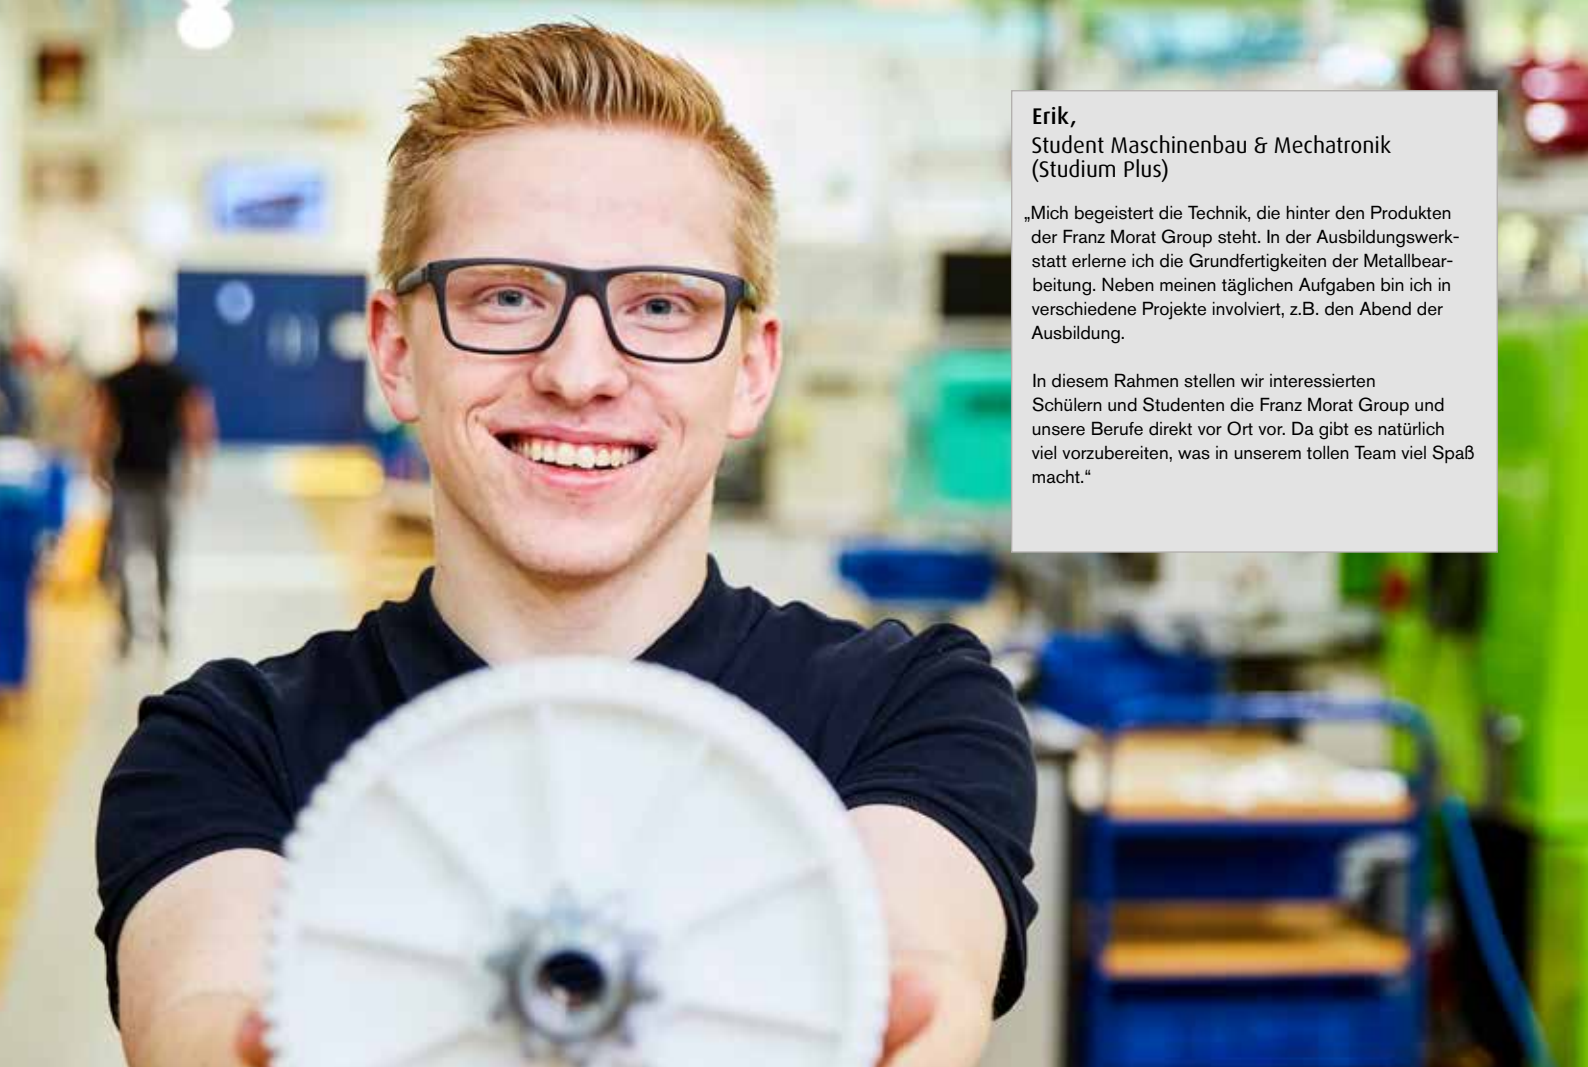 Erik,
Student Maschinenbau & Mechatronik
(Studium Plus)
„Mich begeistert die Technik, die hinter den Produkten
der Franz Morat Group steht. In der Ausbildungswerk-
statt erlerne ich die Grundfertigkeiten der Metallbear-
beitung. Neben meinen täglichen Aufgaben bin ich in
verschiedene Projekte involviert, z.B. den Abend der
Ausbildung.
In diesem Rahmen stellen wir interessierten
Schülern und Studenten die Franz Morat Group und
unsere Berufe direkt vor Ort vor. Da gibt es natürlich
viel vorzubereiten, was in unserem tollen Team viel Spaß
macht.“